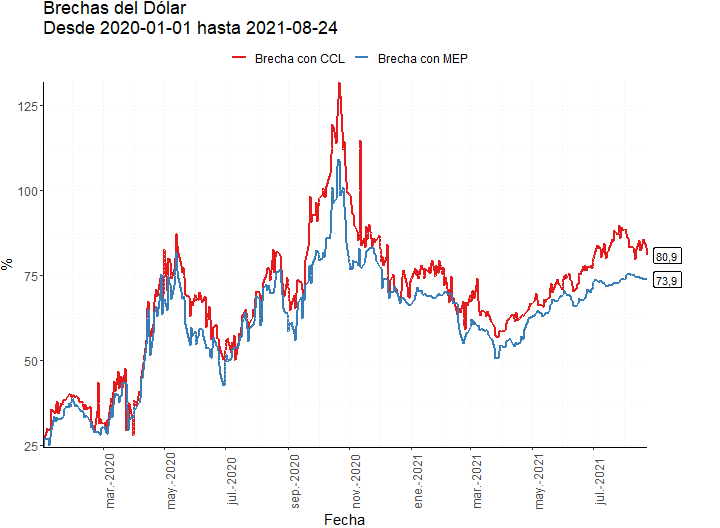 Brechas del Dólar
Desde 2020-01-01 hasta 2021-08-24
Brecha con CCL Brecha con MEP
%
125
100
75
50
25
80,9
73,9
mar.-2020 may.-2020 jul.-2020 sep.-2020 nov.-2020 ene.-2021 mar.-2021 may.-2021 jul.-2021
Fecha